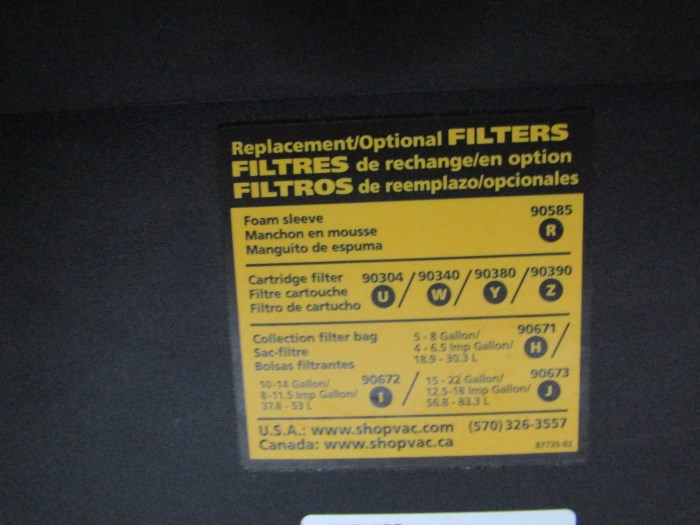 Replacement/Optional FILTERS
FILTRES de rechange/en option
FILTROS de reemplazo/opcionales
Foam sleeve
Manchon en mousse
Manguito de espuma
90585
R
Cartridge filter
Filtre cartouche
Filtro de cartucho
90304 / 90340 / 90380 / 90390
U / W / Y / Z
Collection filter bag
Sac-filtre
Bolsas filtrantes
5 - 8 Gallon/
4 - 6.5 Imp Gallon/
18.9 - 30.3 L
90671 /
H
10-14 Gallon/
8-11.5 Imp Gallon/
37.8 - 53 L
90672 /
I
15 - 22 Gallon/
12.5-18 Imp Gallon/
56.8 - 83.3 L
90673
J
U.S.A.: www.shopvac.com (570) 326-3557
Canada: www.shopvac.ca